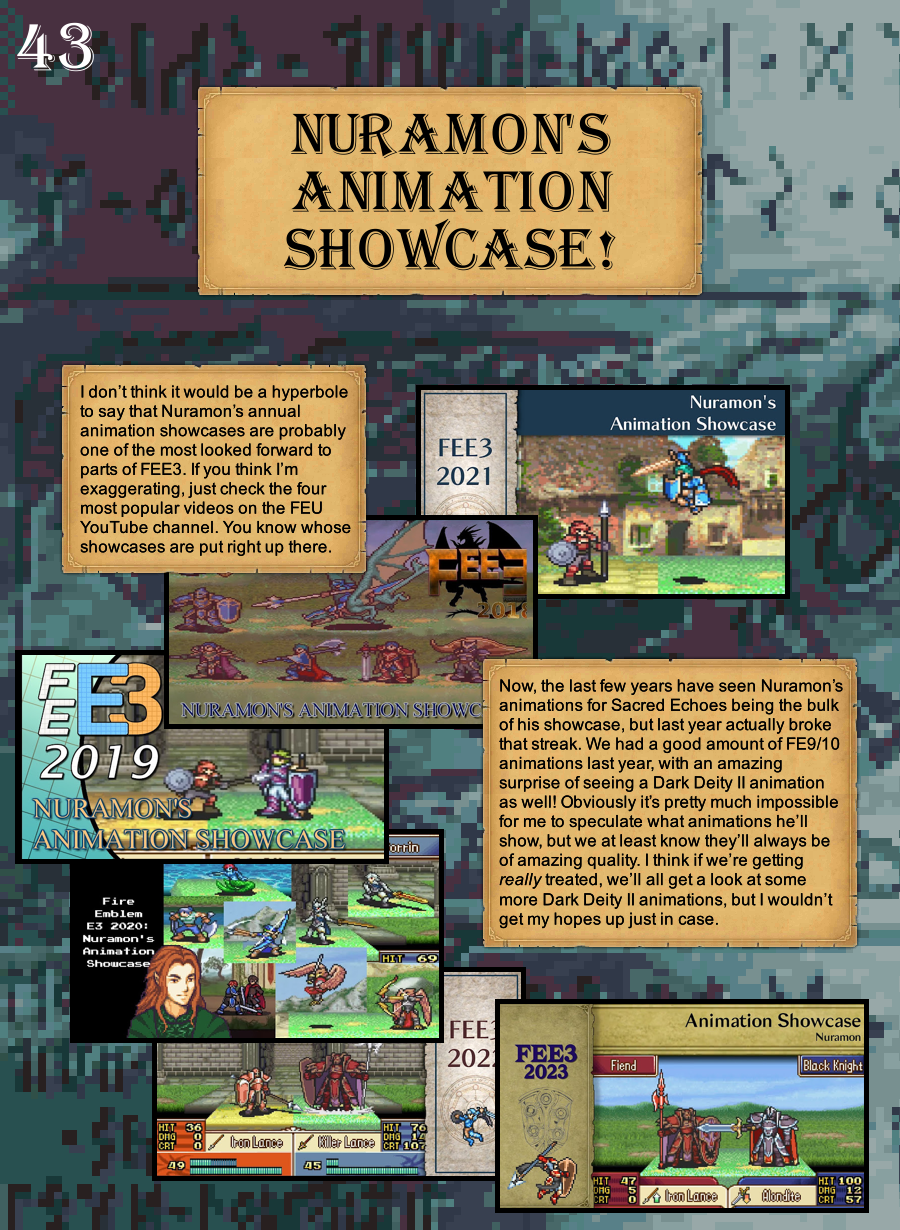 43
NURAMON'S
ANIMATION
SHOWCASE!
I don't think it would be a hyperbole
to say that Nuramon's annual
animation showcases are probably
one of the most looked forward to
parts of FEE3. If you think I'm
exaggerating, just check the four
most popular videos on the FEU
YouTube channel. You know whose
showcases are put right up there.
Nuramon's
Animation Showcase
FEE3
2021
FEE3
2018
NURAMON'S ANIMATION SHOWC
FEE3
2019
NURAMON'S
ANIMATION SHOWCASE
Now, the last few years have seen Nuramon's
animations for Sacred Echoes being the bulk
of his showcase, but last year actually broke
that streak. We had a good amount of FE9/10
animations last year, with an amazing
surprise of seeing a Dark Deity II animation
as well! Obviously it's pretty much impossible
for me to speculate what animations he'll
show, but we at least know they'll always be
of amazing quality. I think if we're getting
really treated, we'll all get a look at some
more Dark Deity II animations, but I wouldn't
get my hopes up just in case.
orrin
Fire
Emblem
E3 2020:
Nuramon's
Animation
Showcase
HIT 69
FEE3
2022
HIT 36
DMG 0
CRT 0
Iron Lance
Killer Lance
HIT 76
DMG 14
CRT 107
49
45
Animation Showcase
Nuramon
FEE3
2023
Fiend
Black Knight
HIT 47
DMG 5
CRT 0
Iron Lance
Alondite
HIT 100
DMG 12
CRT 57